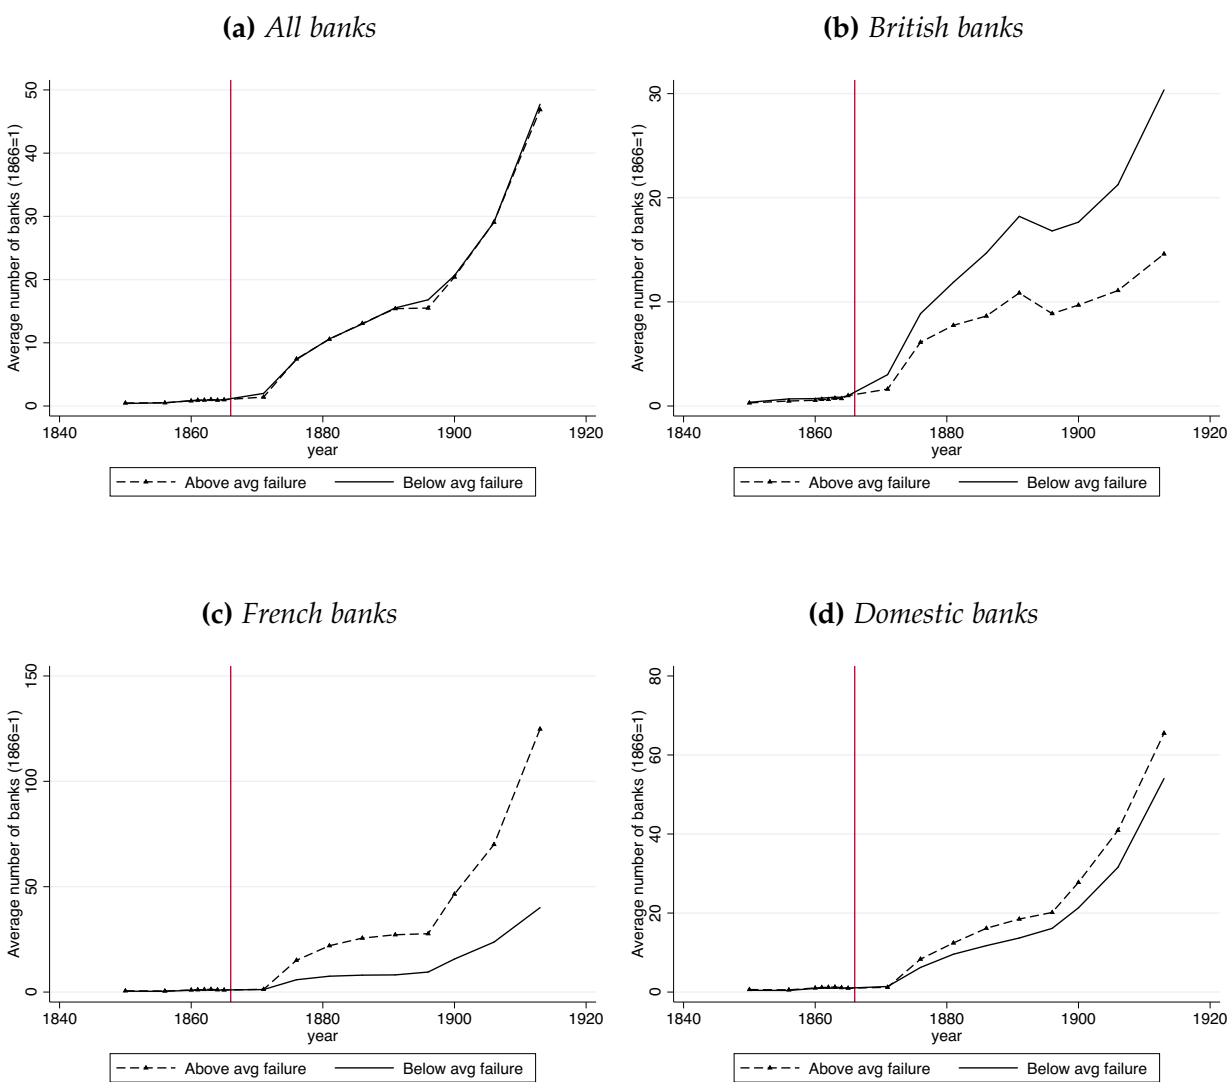 (a) All banks
Average number of banks (1866=1)
50
40
30
20
10
0
1840 1860 1880 1900 1920
year
Above avg failure Below avg failure
(b) British banks
Average number of banks (1866=1)
30
20
10
0
1840 1860 1880 1900 1920
year
Above avg failure Below avg failure
(c) French banks
Average number of banks (1866=1)
150
100
50
0
1840 1860 1880 1900 1920
year
Above avg failure Below avg failure
(d) Domestic banks
Average number of banks (1866=1)
80
60
40
20
0
1840 1860 1880 1900 1920
year
Above avg failure Below avg failure